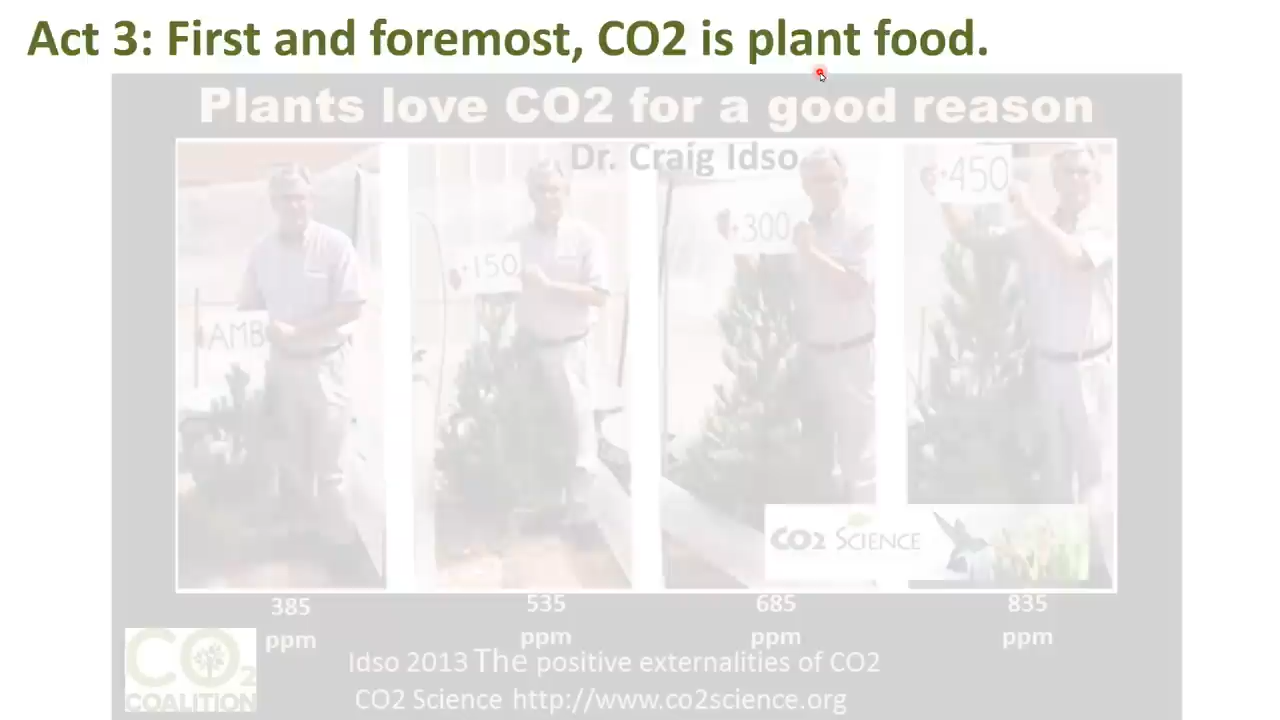 Act 3: First and foremost, CO2 is plant food.
Plants love CO2 for a good reason
Dr. Craig Idso
AMB
+150
+300
+450
CO2 SCIENCE
385 ppm
535 ppm
685 ppm
835 ppm
CO2 COALITION
Idso 2013 The positive externalities of CO2
CO2 Science http://www.co2science.org